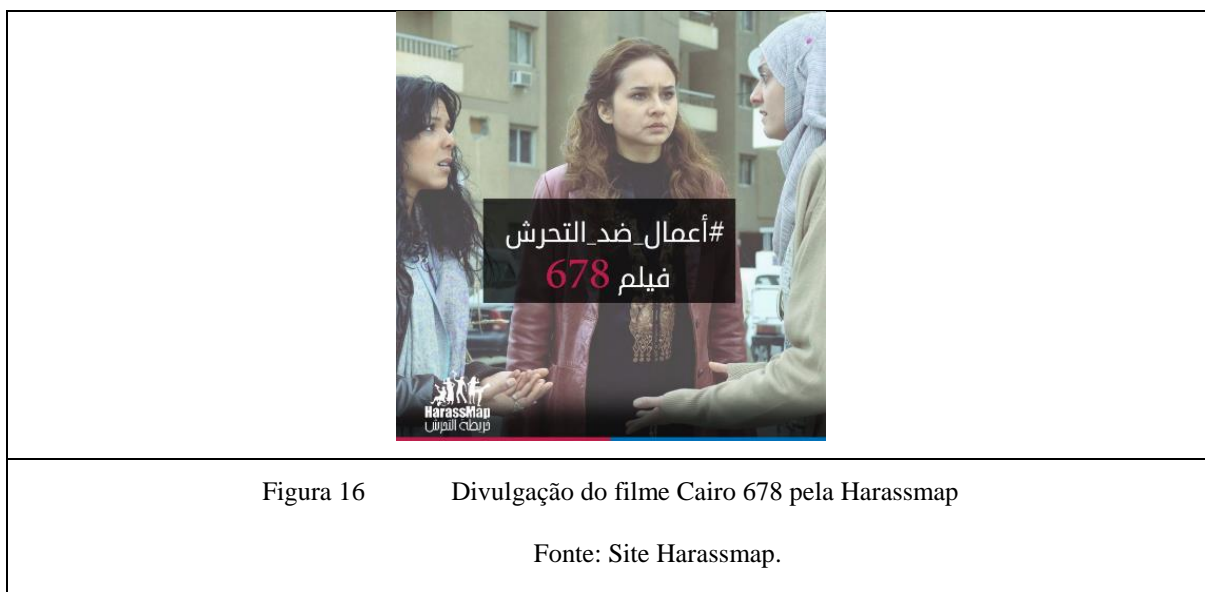 #أعمال_ضد_التحرش
فيلم 678
HarassMap
خريطة التحرش
Figura 16 Divulgação do filme Cairo 678 pela Harassmap
Fonte: Site Harassmap.